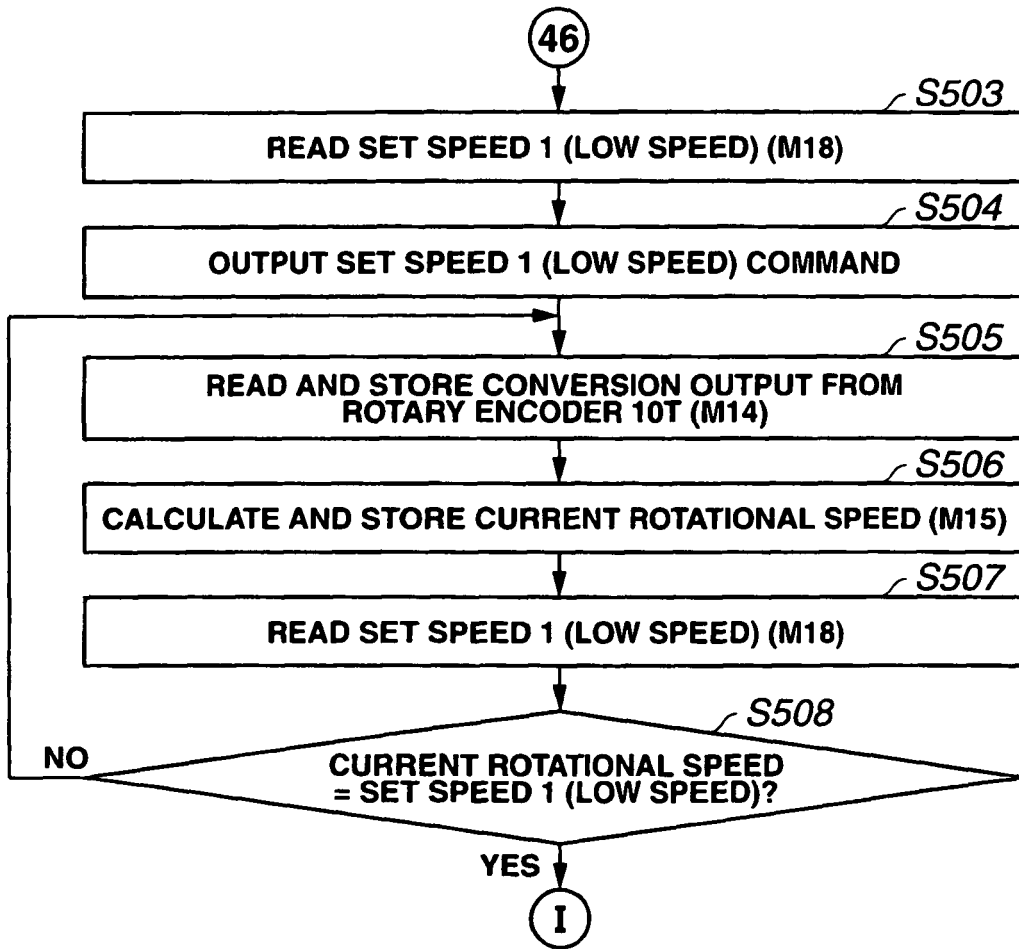 46
S503
READ SET SPEED 1 (LOW SPEED) (M18)
S504
OUTPUT SET SPEED 1 (LOW SPEED) COMMAND
S505
READ AND STORE CONVERSION OUTPUT FROM
ROTARY ENCODER 10T (M14)
S506
CALCULATE AND STORE CURRENT ROTATIONAL SPEED (M15)
S507
READ SET SPEED 1 (LOW SPEED) (M18)
S508
NO
CURRENT ROTATIONAL SPEED
= SET SPEED 1 (LOW SPEED)?
YES
I